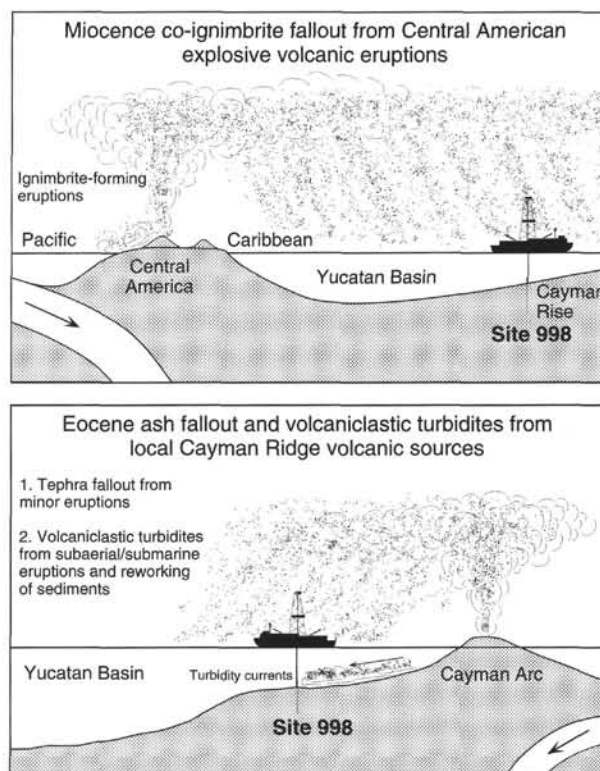 Miocence co-ignimbrite fallout from Central American
explosive volcanic eruptions
Ignimbrite-forming
eruptions
Pacific
Caribbean
Central
America
Yucatan Basin
Cayman
Rise
Site 998
Eocene ash fallout and volcaniclastic turbidites from
local Cayman Ridge volcanic sources
1. Tephra fallout from
minor eruptions
2. Volcaniclastic turbidites
from subaerial/submarine
eruptions and reworking
of sediments
Yucatan Basin
Turbidity currents
Cayman Arc
Site 998